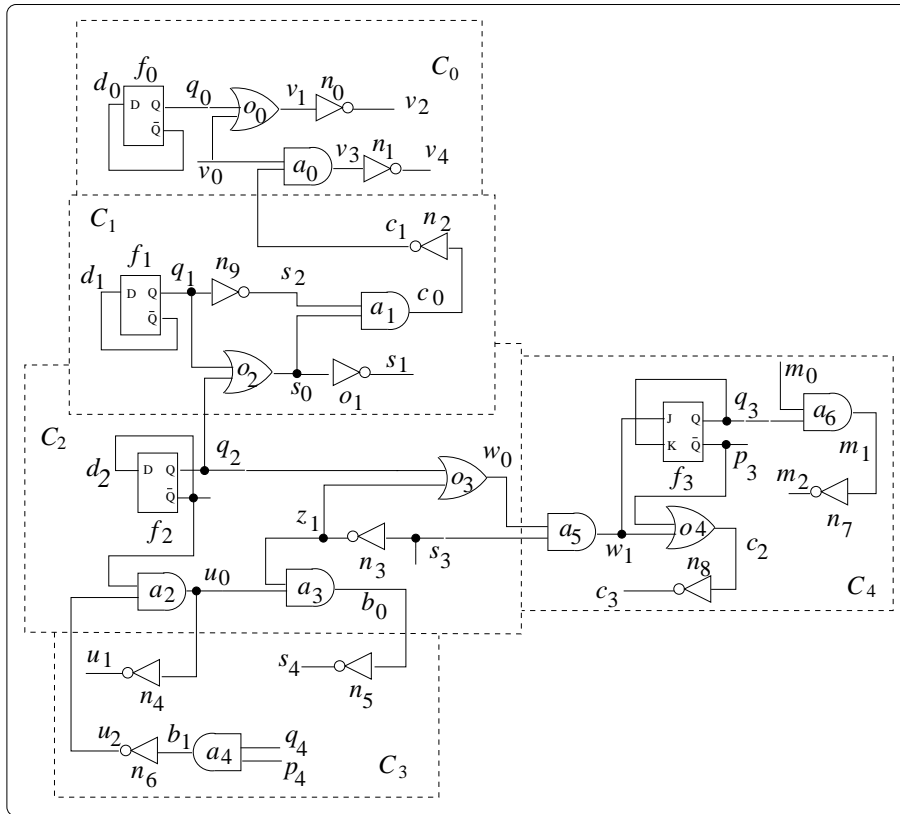 C0
f0
d0 q0 v1 n0 v2
D Q
Q̄
o0
v0 a0 v3 n1 v4
C1
c1 n2
f1
d1 q1 n9 s2
D Q
Q̄
a1 c0
o2 s0 o1 s1
C2
d2 q2
D Q
Q̄
f2
o3 w0
z1
n3 s3
a5 w1
m0
q3 a6
J Q
K Q̄
f3 p3 m1
m2 n7
o4 c2
n8
c3
C4
a2 u0 a3 b0
u1 n4
s4 n5
u2 n6 b1 a4 q4
p4
C3